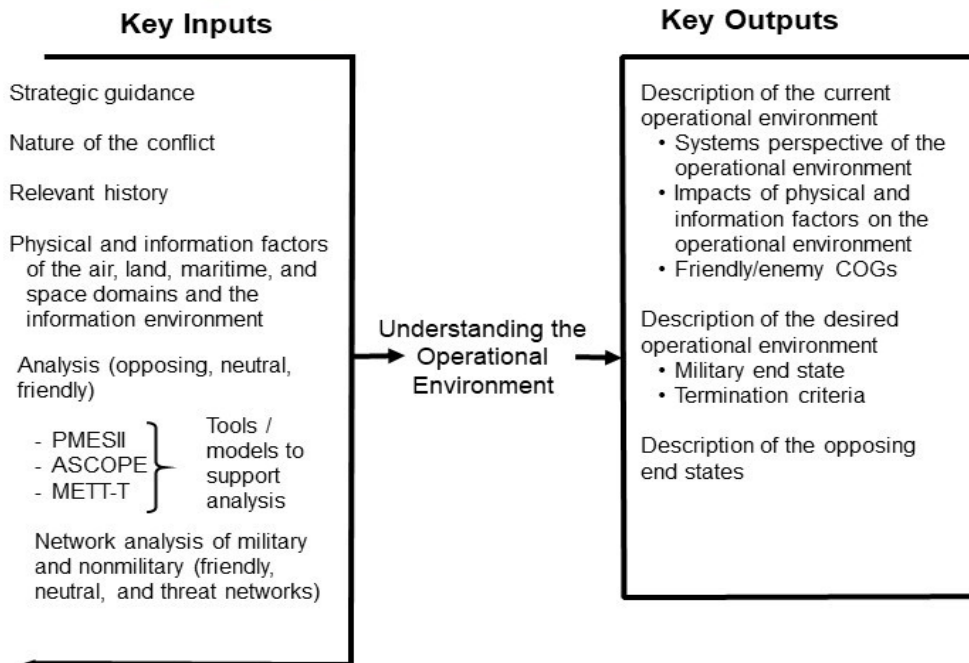 Key Inputs
Strategic guidance
Nature of the conflict
Relevant history
Physical and information factors
of the air, land, maritime, and
space domains and the
information environment
Analysis (opposing, neutral,
friendly)
- PMESII
- ASCOPE
- METT-T
Tools /
models to
support
analysis
Network analysis of military
and nonmilitary (friendly,
neutral, and threat networks)
Understanding the
Operational
Environment
Key Outputs
Description of the current
operational environment
• Systems perspective of the
operational environment
• Impacts of physical and
information factors on the
operational environment
• Friendly/enemy COGs
Description of the desired
operational environment
• Military end state
• Termination criteria
Description of the opposing
end states